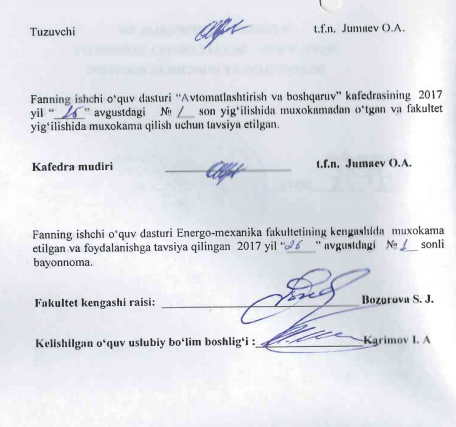 Tuzuvchi t.f.n. Jumaev O.A.
Fanning ishchi o‘quv dasturi “Avtomatlashtirish va boshqaruv” kafedrasining 2017
yil “ 25 ” avgustdagi № 1 son yig‘ilishida muxokamadan o‘tgan va fakultet
yig‘ilishida muxokama qilish uchun tavsiya etilgan.
Kafedra mudiri t.f.n. Jumaev O.A.
Fanning ishchi o‘quv dasturi Energo-mexanika fakultetining kengashida muxokama
etilgan va foydalanishga tavsiya qilingan 2017 yil “26 ” avgustdagi № 1 sonli
bayonnoma.
Fakultet kengashi raisi: Bozorova S. J.
Kelishilgan o‘quv uslubiy bo‘lim boshlig‘i : Karimov I. A